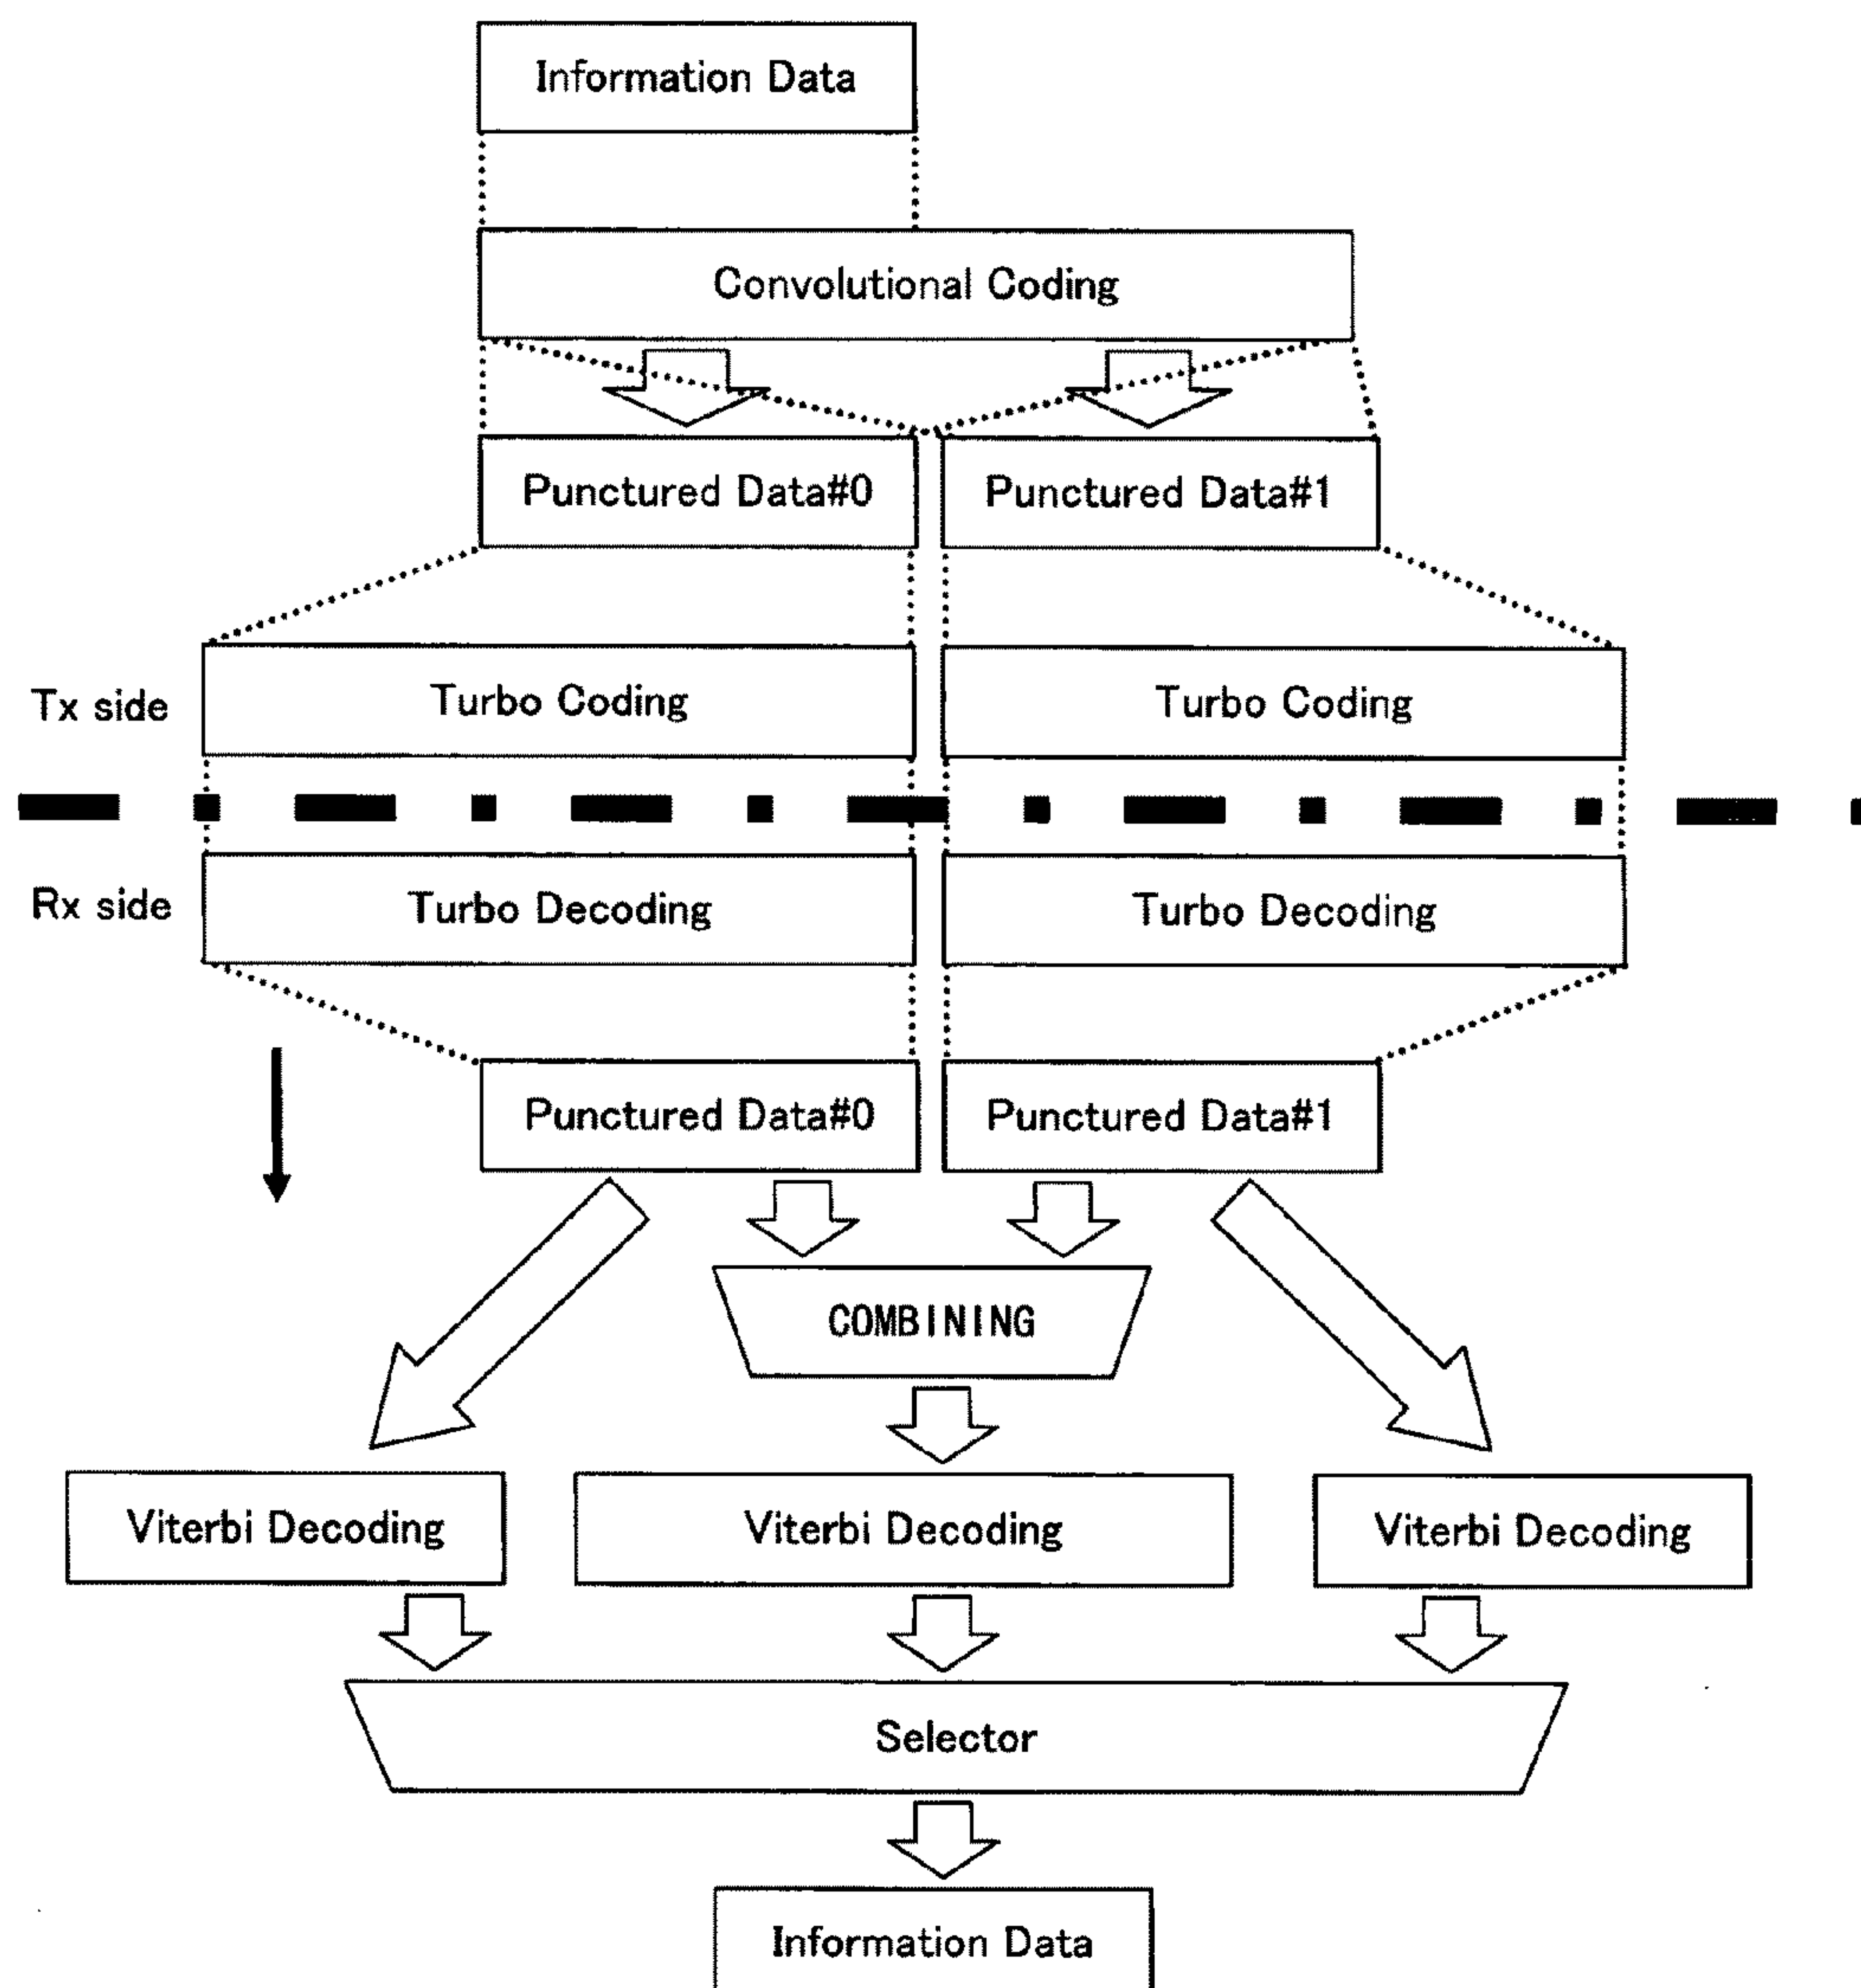 Information Data
Convolutional Coding
Punctured Data#0
Punctured Data#1
Tx side
Turbo Coding
Turbo Coding
Rx side
Turbo Decoding
Turbo Decoding
Punctured Data#0
Punctured Data#1
COMBINING
Viterbi Decoding
Viterbi Decoding
Viterbi Decoding
Selector
Information Data